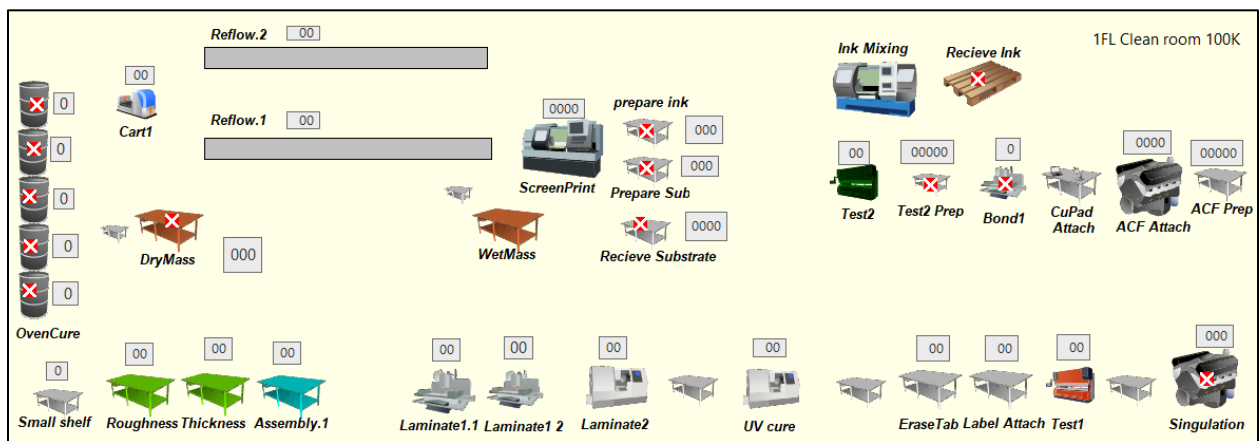 Reflow.2 00
Ink Mixing
Recieve Ink
1FL Clean room 100K
00
Cart1
0
0
0
0
0
OvenCure
Reflow.1 00
0000
ScreenPrint
prepare ink
000
000
Prepare Sub
00
Test2
00000
Test2 Prep
0
Bond1
CuPad
Attach
0000
ACF Attach
00000
ACF Prep
DryMass
000
WetMass
0000
Recieve Substrate
0
Small shelf
00
Roughness
00
Thickness
00
Assembly.1
00
Laminate1.1
00
Laminate1 2
00
Laminate2
00
UV cure
00
EraseTab
00
Label Attach
00
Test1
000
Singulation